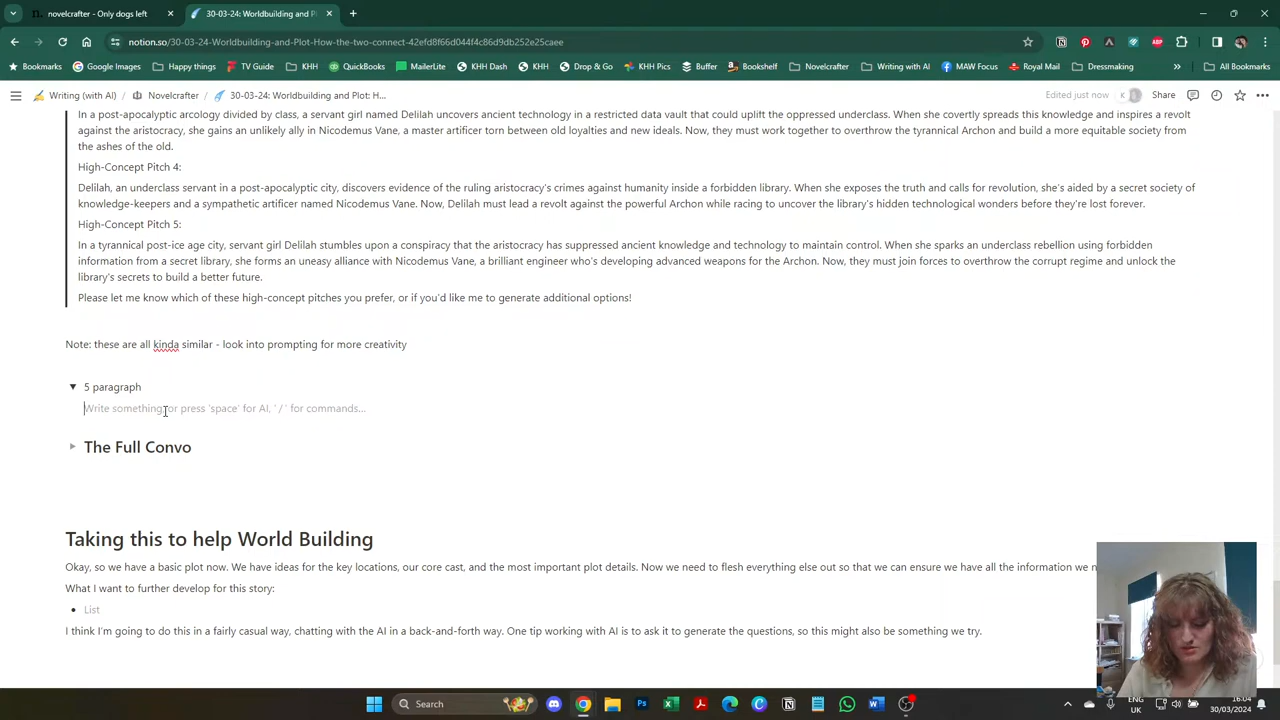 novelcrafter - Only dogs left
30-03-24: Worldbuilding and Pl
notion.so/30-03-24-Worldbuilding-and-Plot-How-the-two-connect-42efd8f66d044f4c86d9db252e25caee
Bookmarks
Google Images
Happy things
TV Guide
KHH
QuickBooks
MailerLite
KHH Dash
Drop & Go
KHH Pics
Buffer
Bookshelf
Novelcrafter
Writing with AI
MAW Focus
Royal Mail
Dressmaking
All Bookmarks
Writing (with AI) / Novelcrafter / 30-03-24: Worldbuilding and Plot: H...
Edited just now
Share
In a post-apocalyptic arcology divided by class, a servant girl named Delilah uncovers ancient technology in a restricted data vault that could uplift the oppressed underclass. When she covertly spreads this knowledge and inspires a revolt
against the aristocracy, she gains an unlikely ally in Nicodemus Vane, a master artificer torn between old loyalties and new ideals. Now, they must work together to overthrow the tyrannical Archon and build a more equitable society from
the ashes of the old.
High-Concept Pitch 4:
Delilah, an underclass servant in a post-apocalyptic city, discovers evidence of the ruling aristocracy's crimes against humanity inside a forbidden library. When she exposes the truth and calls for revolution, she's aided by a secret society of
knowledge-keepers and a sympathetic artificer named Nicodemus Vane. Now, Delilah must lead a revolt against the powerful Archon while racing to uncover the library's hidden technological wonders before they're lost forever.
High-Concept Pitch 5:
In a tyrannical post-ice age city, servant girl Delilah stumbles upon a conspiracy that the aristocracy has suppressed ancient knowledge and technology to maintain control. When she sparks an underclass rebellion using forbidden
information from a secret library, she forms an uneasy alliance with Nicodemus Vane, a brilliant engineer who's developing advanced weapons for the Archon. Now, they must join forces to overthrow the corrupt regime and unlock the
library's secrets to build a better future.
Please let me know which of these high-concept pitches you prefer, or if you'd like me to generate additional options!
Note: these are all kinda similar - look into prompting for more creativity
5 paragraph
Write something, or press 'space' for AI, '/' for commands...
The Full Convo
Taking this to help World Building
Okay, so we have a basic plot now. We have ideas for the key locations, our core cast, and the most important plot details. Now we need to flesh everything else out so that we can ensure we have all the information we
What I want to further develop for this story:
List
I think I'm going to do this in a fairly casual way, chatting with the AI in a back-and-forth way. One tip working with AI is to ask it to generate the questions, so this might also be something we try.
Search
ENG
UK
16:04
30/03/2024